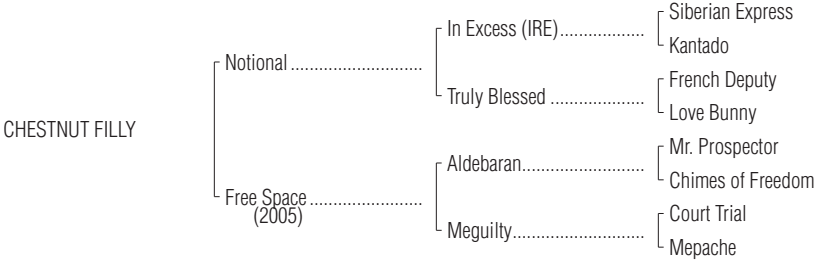 Siberian Express
In Excess (IRE)....................
Kantado
Notional ............................
French Deputy
Truly Blessed ....................
Love Bunny
CHESTNUT FILLY
Mr. Prospector
Aldebaran..........................
Chimes of Freedom
Free Space ........................
(2005)
Court Trial
Meguilty............................
Mepache